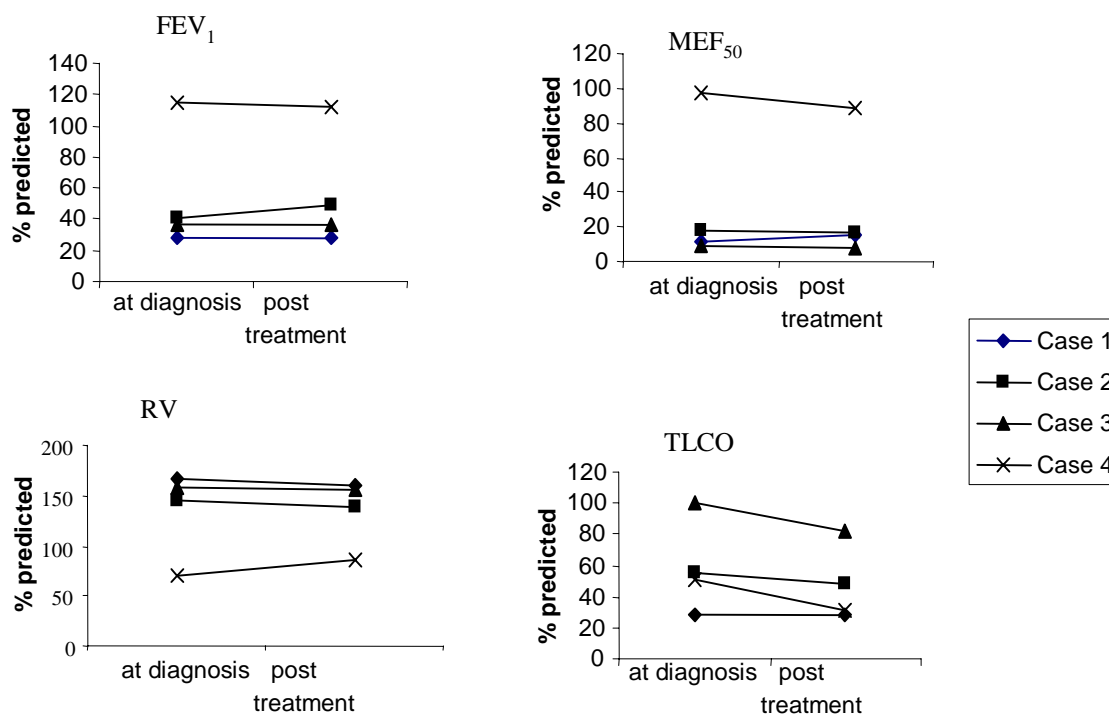 FEV1
140
120
100
80
60
40
20
0
% predicted
at diagnosis post
treatment
MEF50
120
100
80
60
40
20
0
% predicted
at diagnosis post
treatment
Case 1
Case 2
Case 3
Case 4
RV
200
150
100
50
0
% predicted
at diagnosis post
treatment
TLCO
120
100
80
60
40
20
0
% predicted
at diagnosis post
treatment